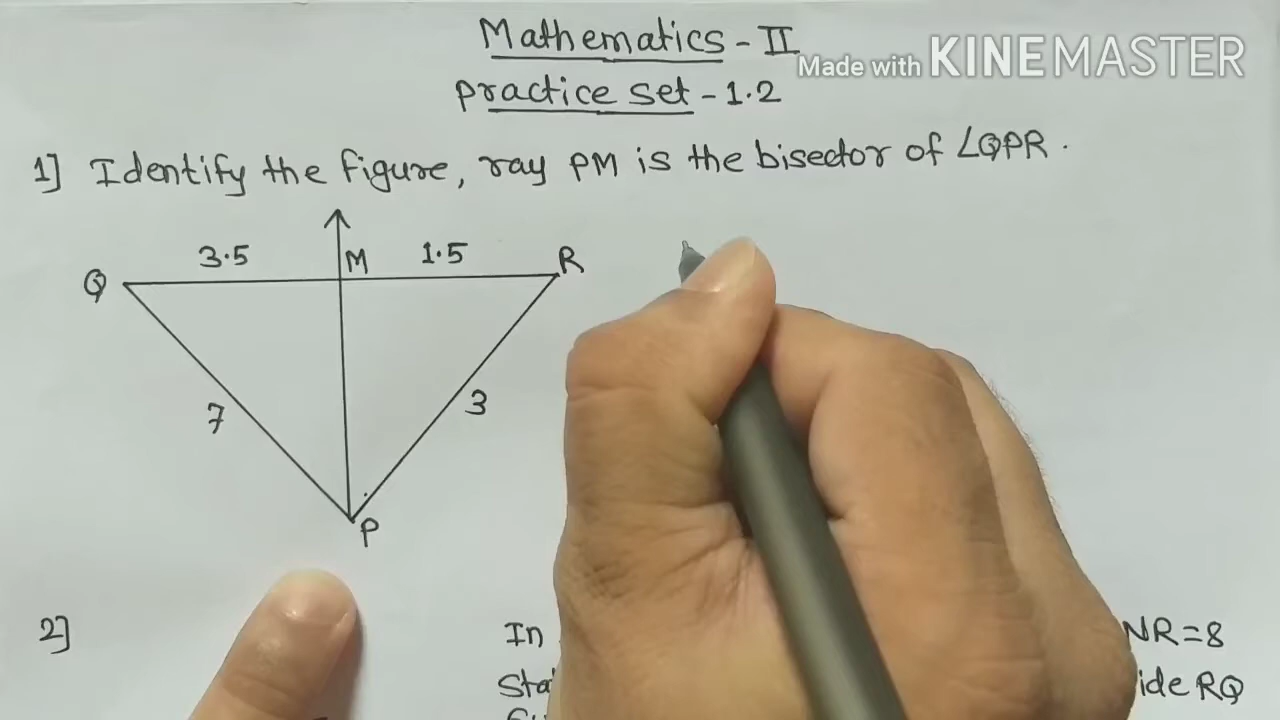 Mathematics - II
Made with KINEMASTER
practice set - 1.2
1] Identify the figure, ray PM is the bisector of ∠QPR.
3.5 M 1.5 R
Q
7 3
P
2] In NR=8
ide RQ